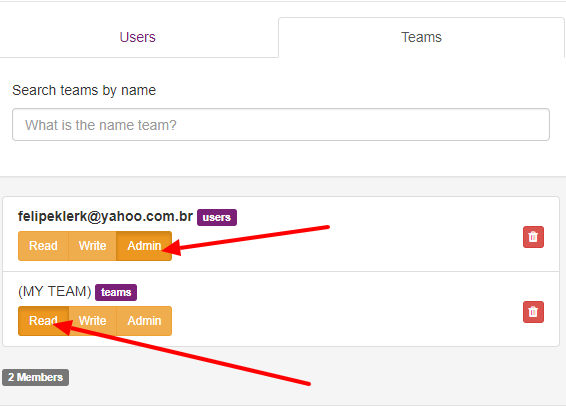 Users Teams
Search teams by name
What is the name team?
felipeklerk@yahoo.com.br users
Read Write Admin
(MY TEAM) teams
Read Write Admin
2 Members